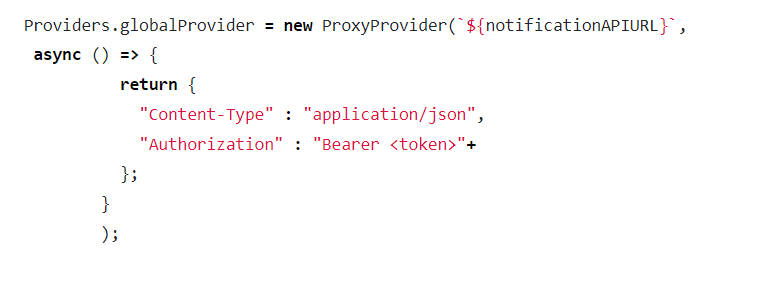 Providers.globalProvider = new ProxyProvider(`${notificationAPIURL}`,
async () => {
return {
"Content-Type" : "application/json",
"Authorization" : "Bearer <token>"+
};
}
);